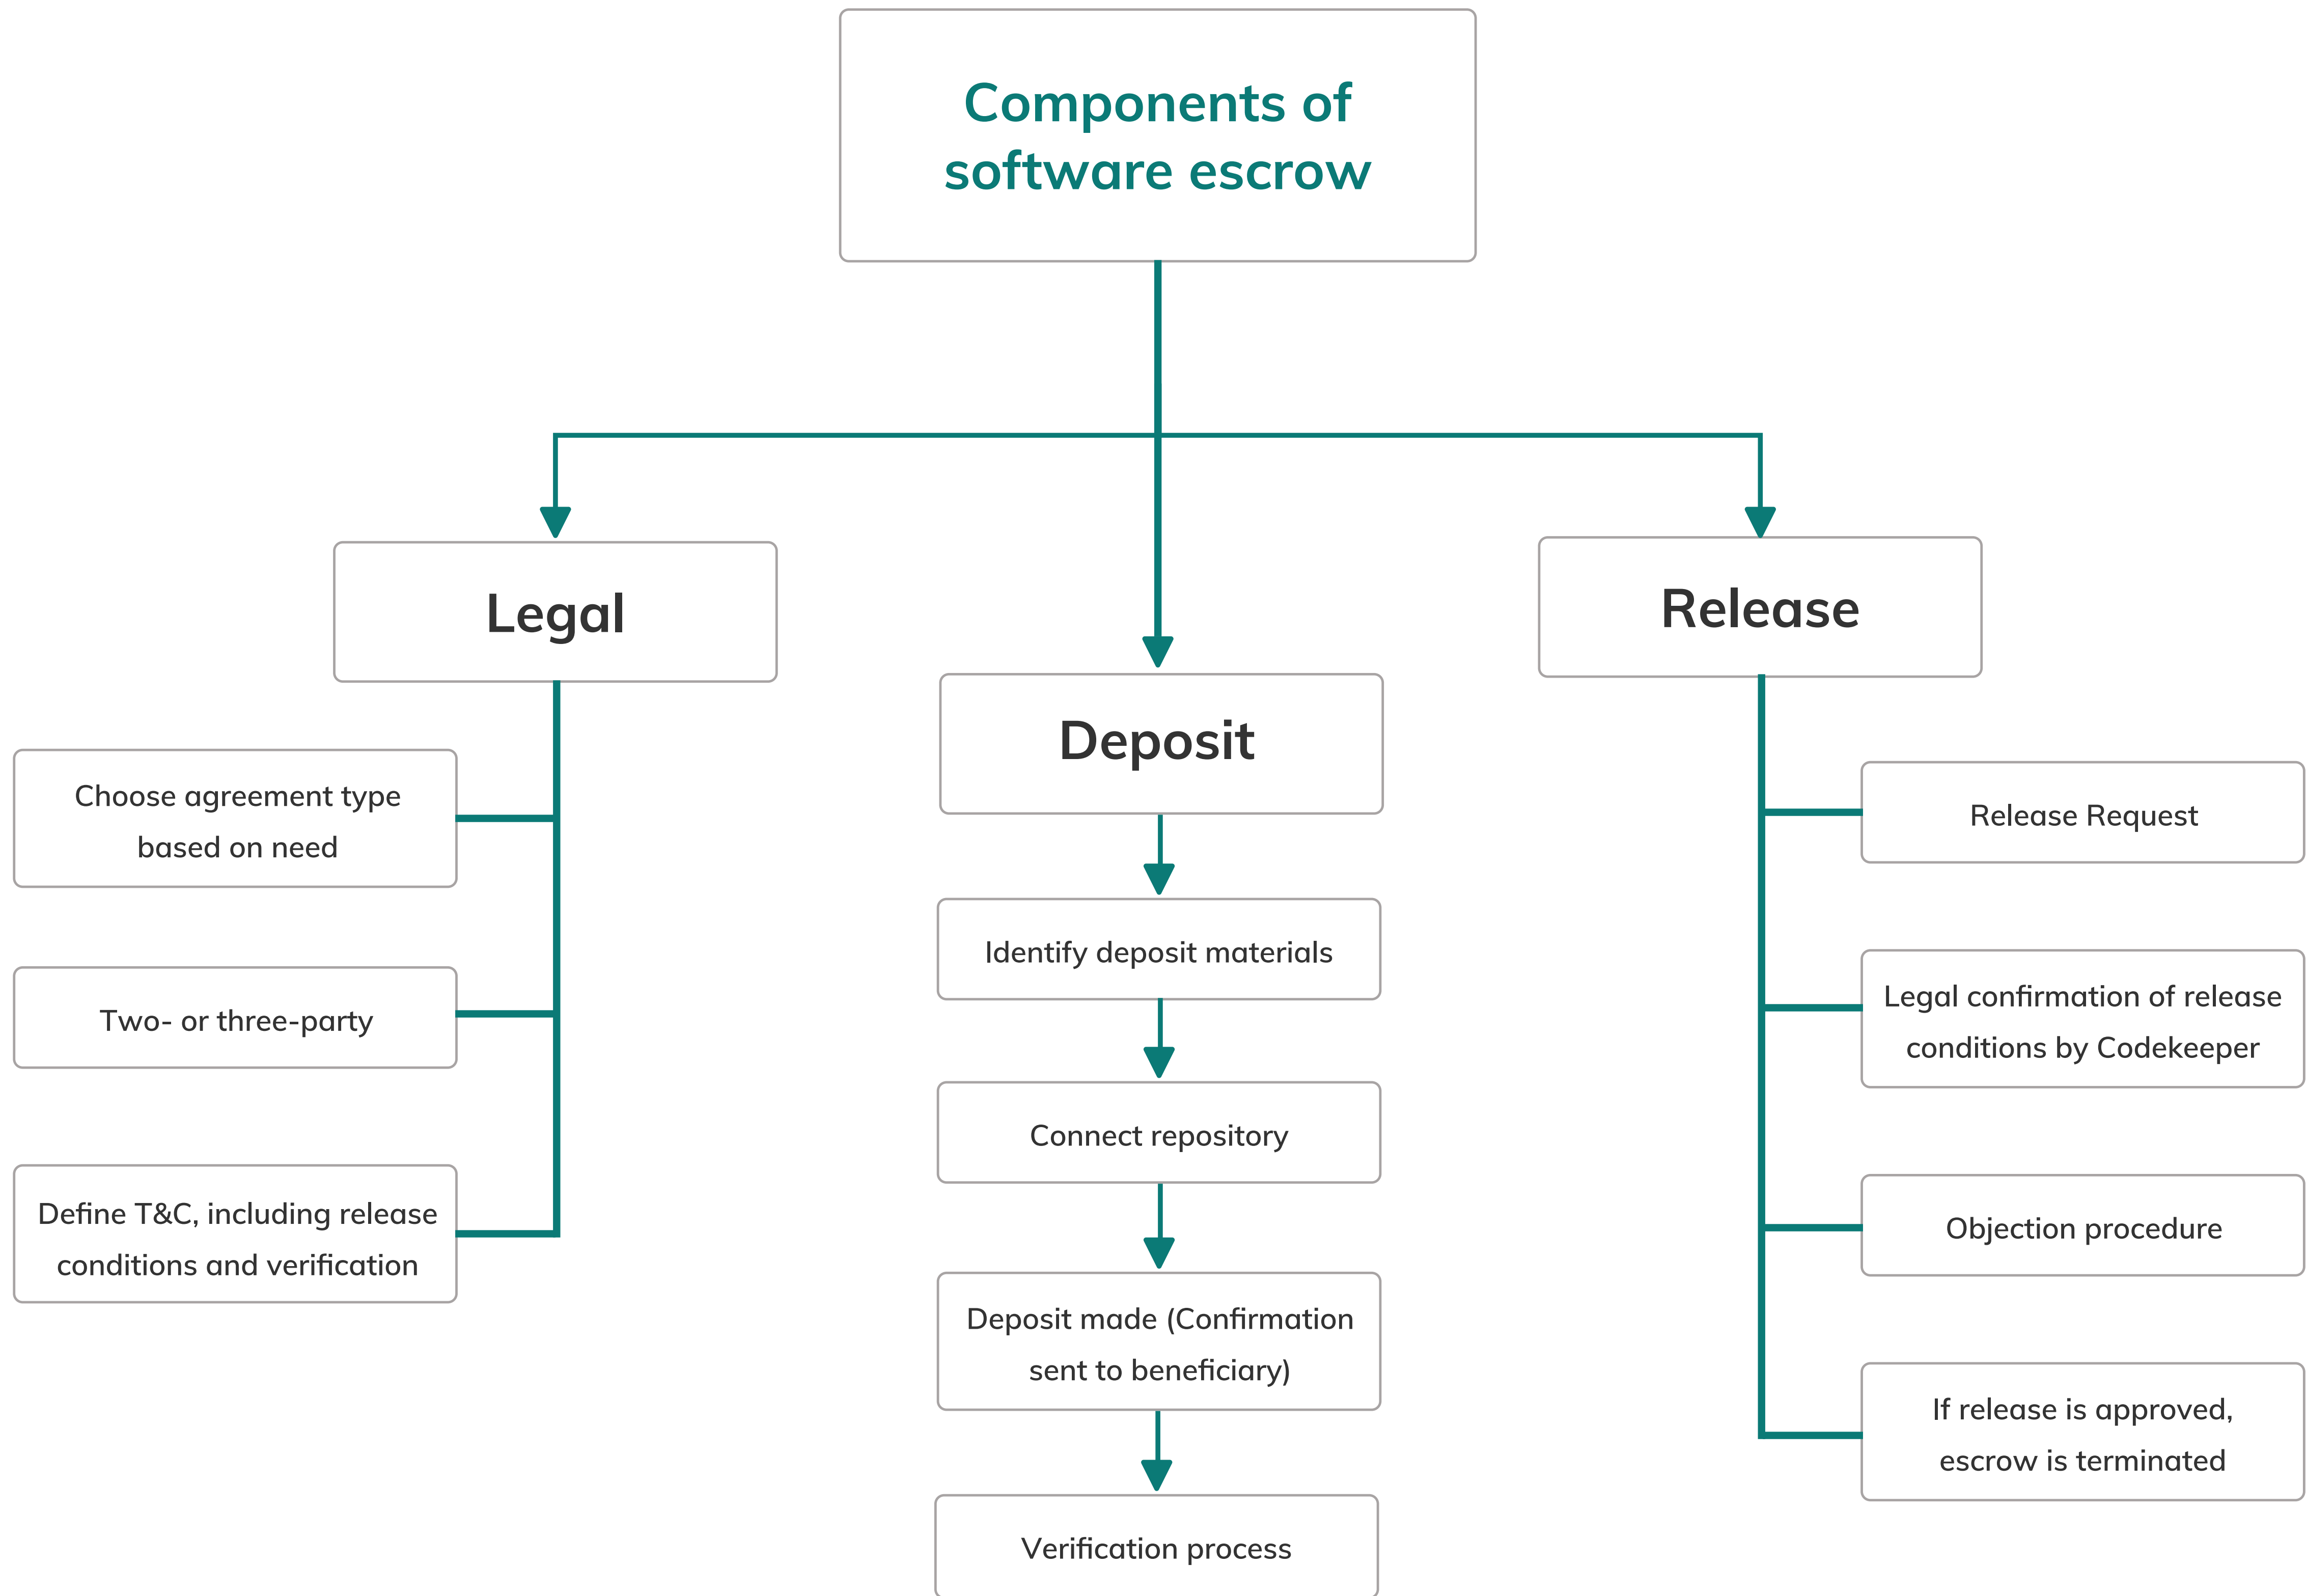 Components of
software escrow
Legal
Choose agreement type
based on need
Two- or three-party
Define T&C, including release
conditions and verification
Deposit
Identify deposit materials
Connect repository
Deposit made (Confirmation
sent to beneficiary)
Verification process
Release
Release Request
Legal confirmation of release
conditions by Codekeeper
Objection procedure
If release is approved,
escrow is terminated